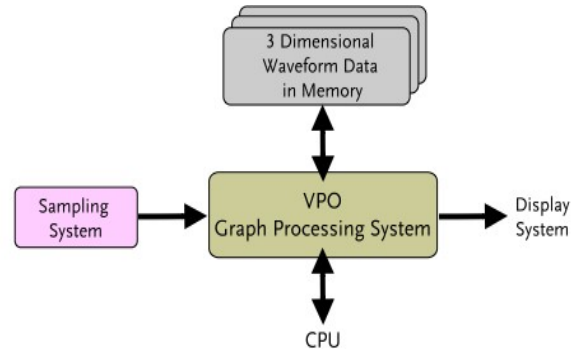 3 Dimensional
Waveform Data
in Memory
Sampling
System
VPO
Graph Processing System
Display
System
CPU